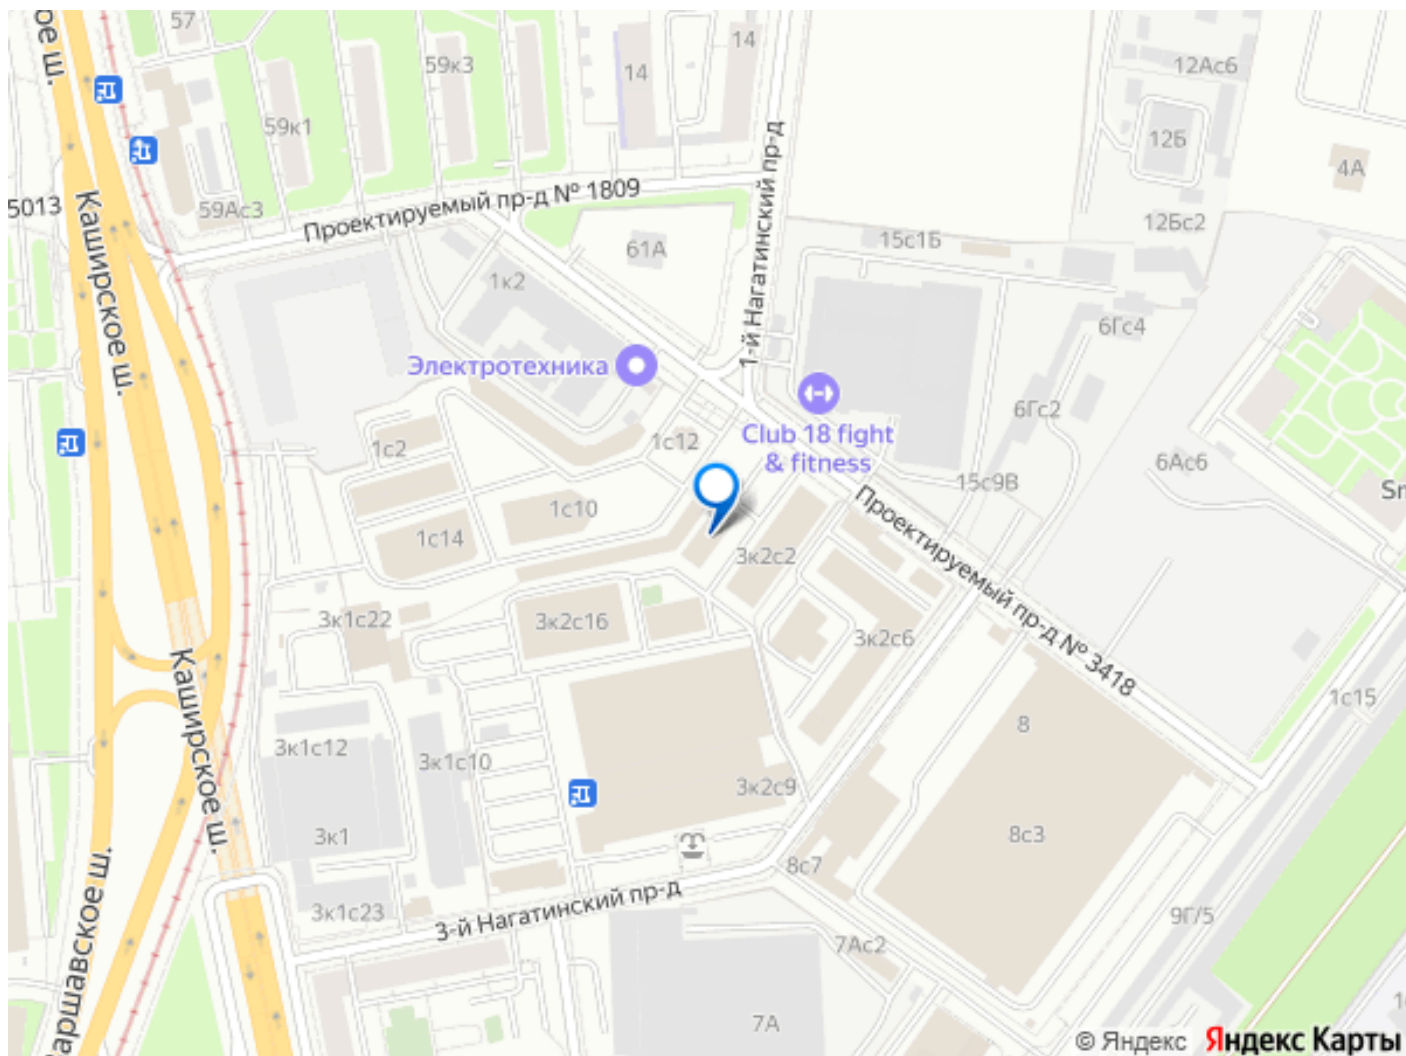 ое ш.
57
59к3
14
14
12Ас6
59к1
12Б
4А
5013
59Ас3
Проектируемый пр-д № 1809
12Бс2
Каширское ш.
61А
1-й Нагатинский пр-д
15с1Б
1к2
6Гс4
Электротехника
6Гс2
Club 18 fight
& fitness
1с2
1с12
6Ас6
15с9В
1с10
1с14
3к2с2
Проектируемый пр-д № 3418
3к1с22
3к2с16
3к2с6
Каширское ш.
1с15
8
3к1с12
3к1с10
3к2с9
3к1
8с3
8с7
3к1с23
3-й Нагатинский пр-д
9Г/5
7Ас2
аршавское ш.
7А
© Яндекс Яндекс Карты